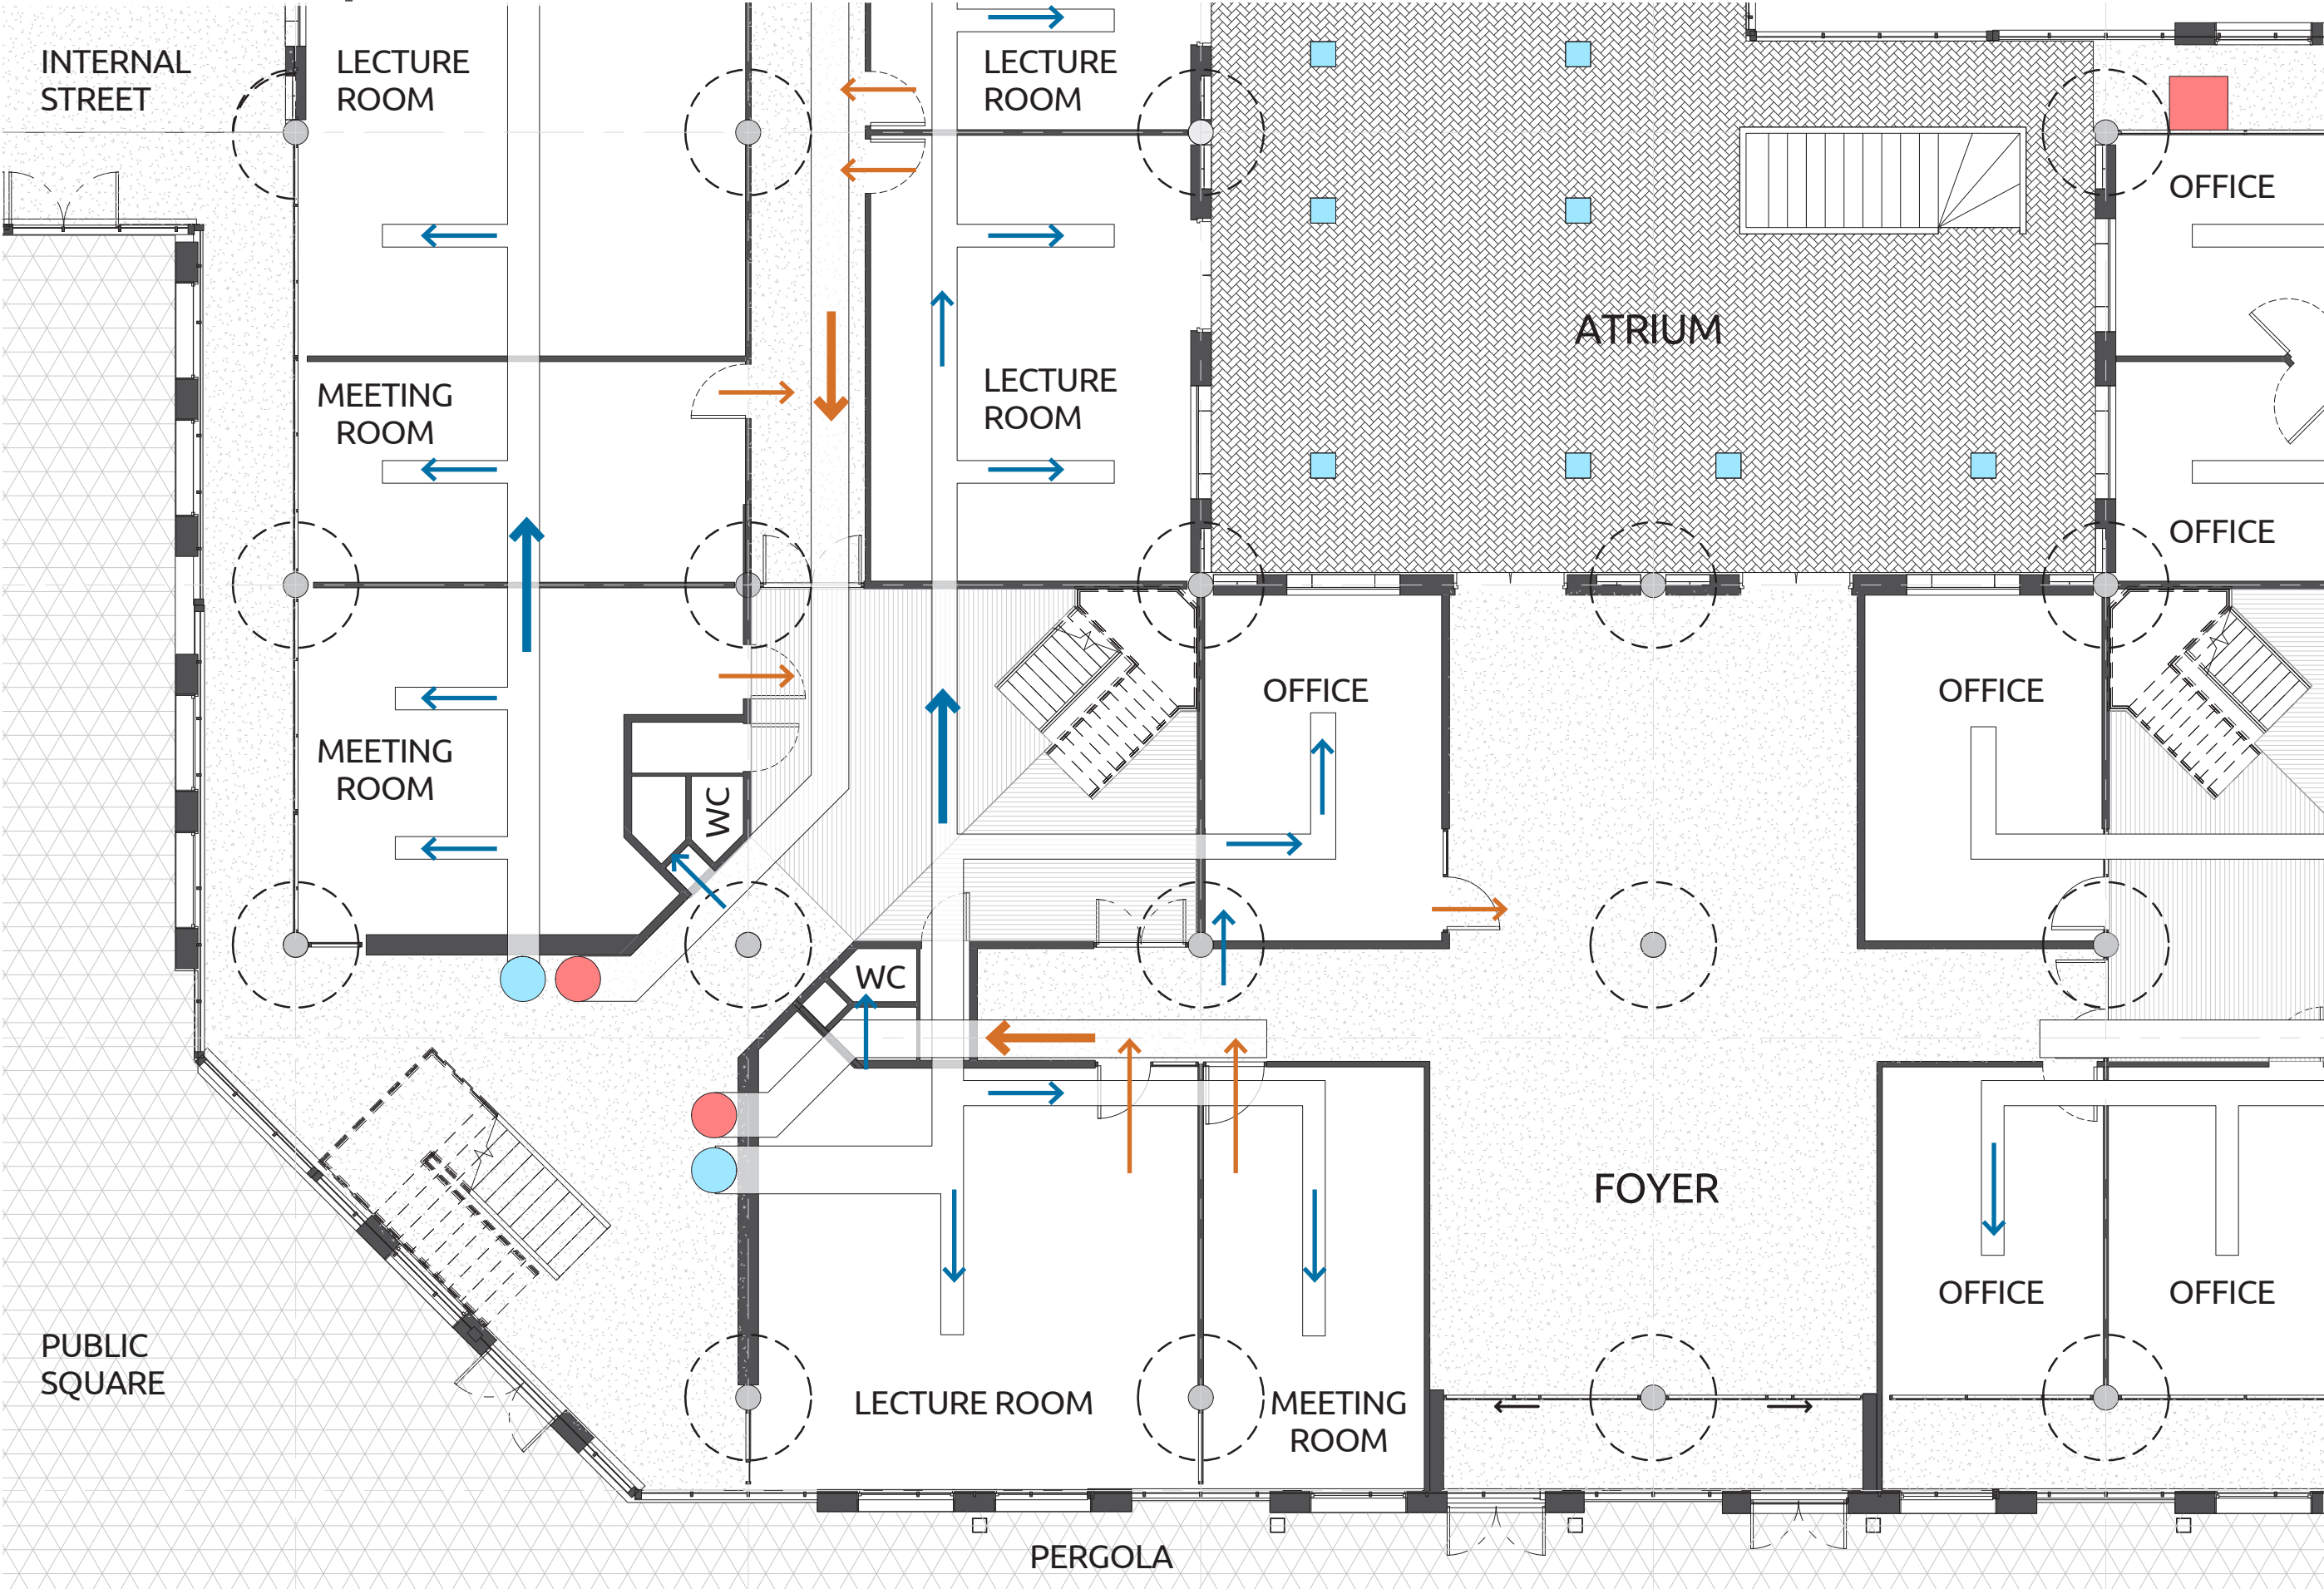 INTERNAL
STREET
LECTURE
ROOM
LECTURE
ROOM
OFFICE
ATRIUM
MEETING
ROOM
LECTURE
ROOM
OFFICE
OFFICE
OFFICE
MEETING
ROOM
WC
WC
FOYER
OFFICE
OFFICE
PUBLIC
SQUARE
LECTURE ROOM
MEETING
ROOM
PERGOLA